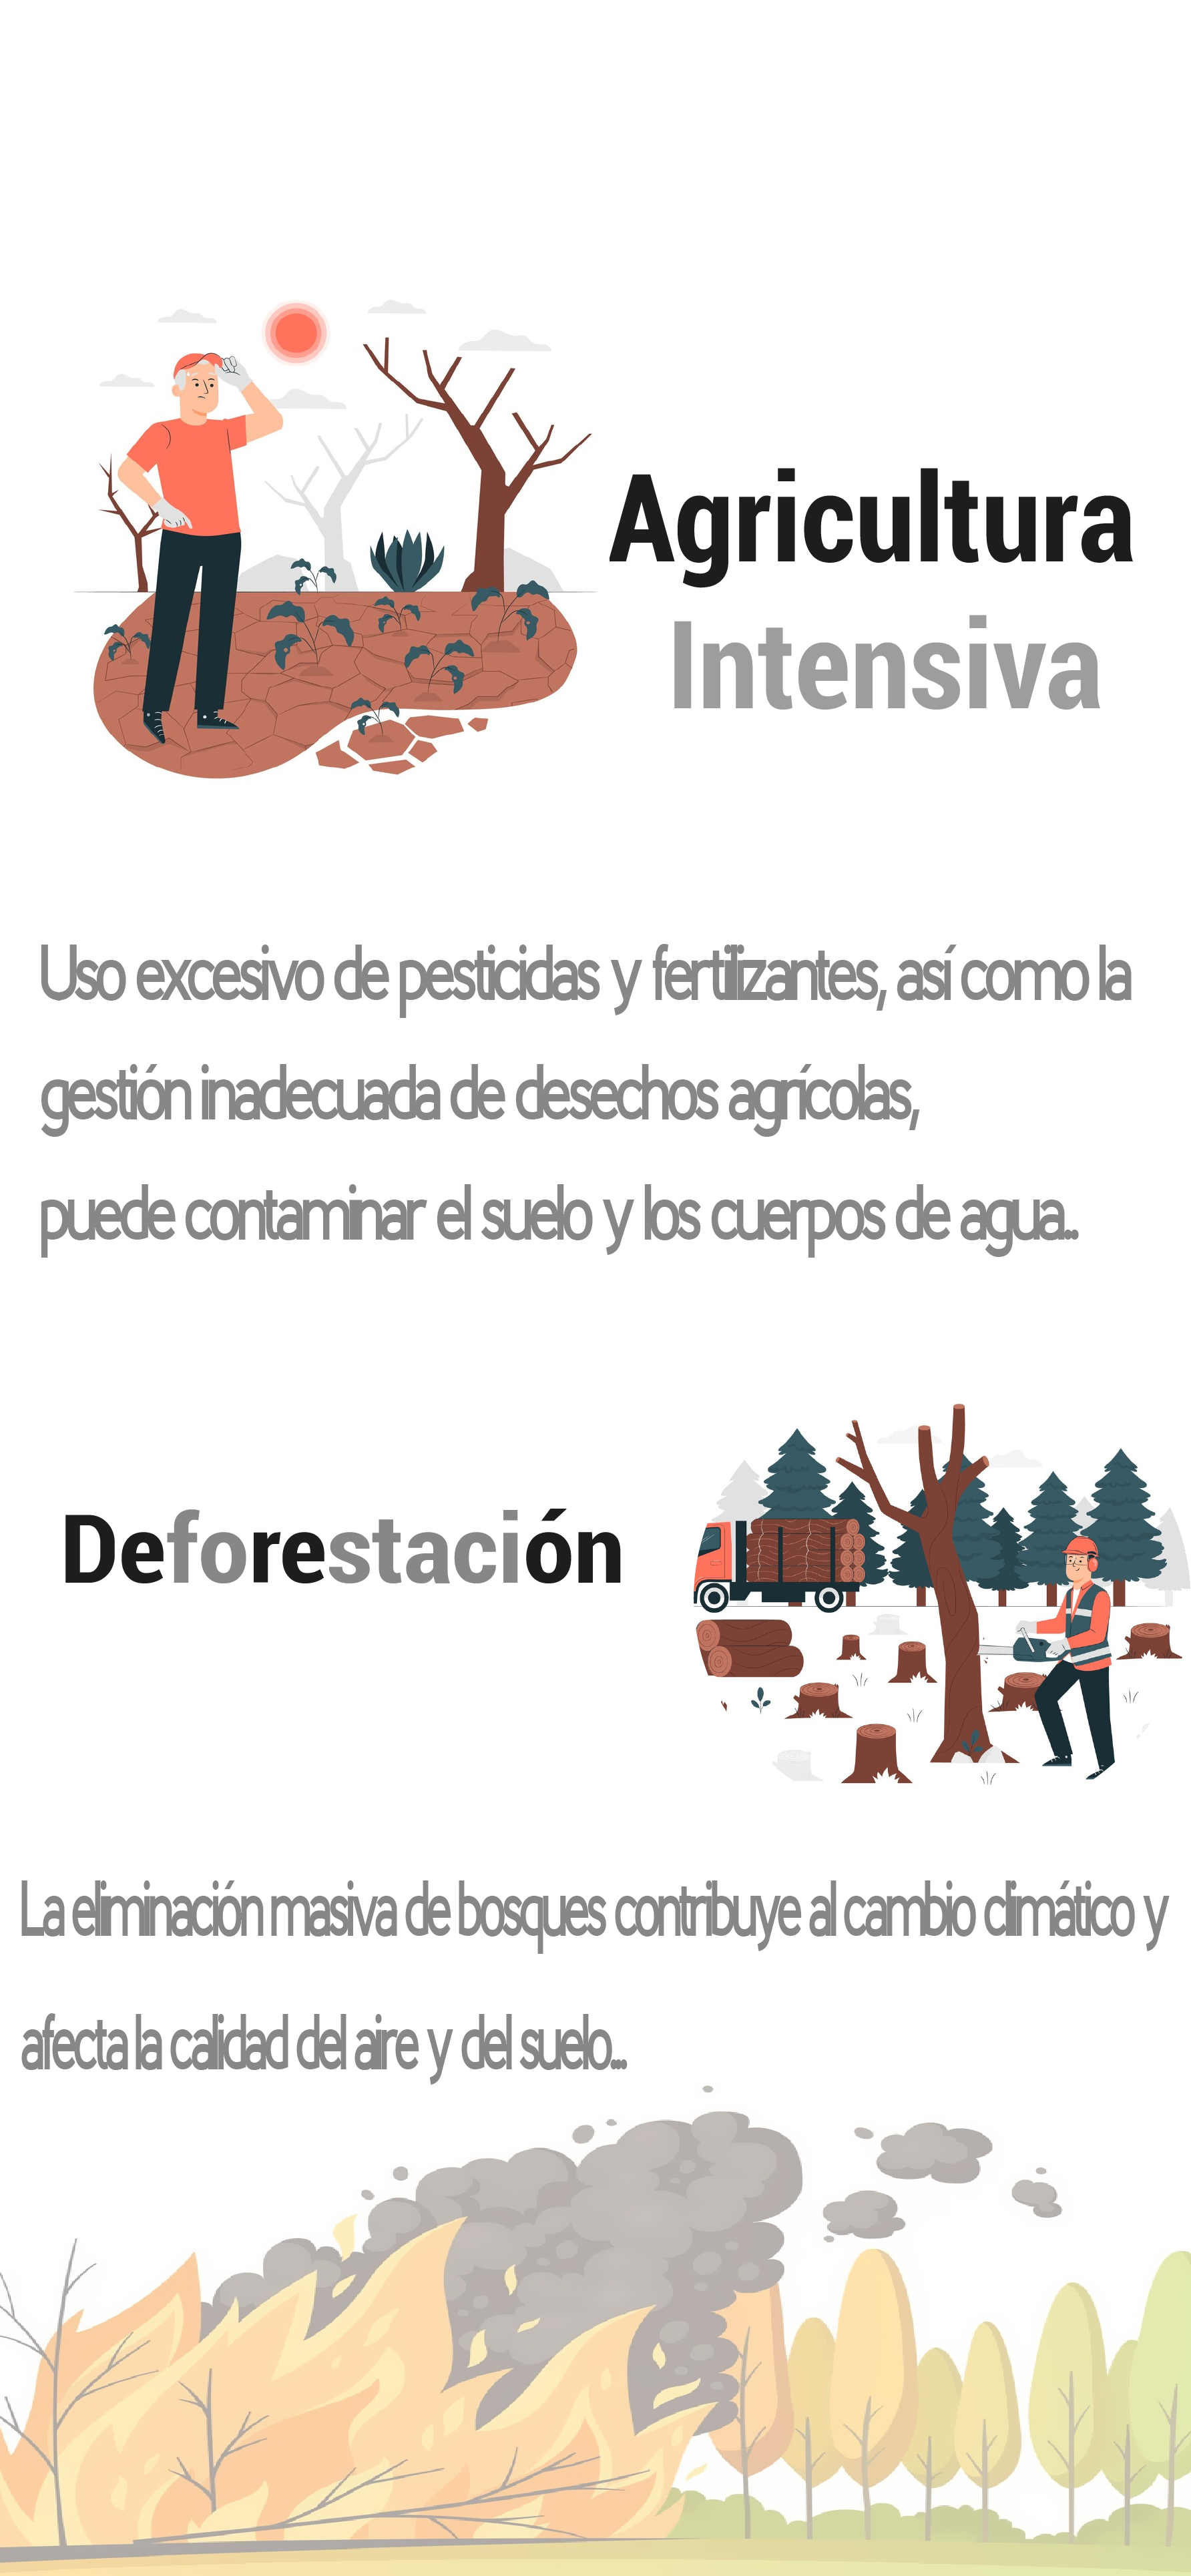 Agricultura
Intensiva
Uso excesivo de pesticidas y fertilizantes, así como la
gestión inadecuada de desechos agrícolas,
puede contaminar el suelo y los cuerpos de agua..
Deforestación
La eliminación masiva de bosques contribuye al cambio climático y
afecta la calidad del aire y del suelo...